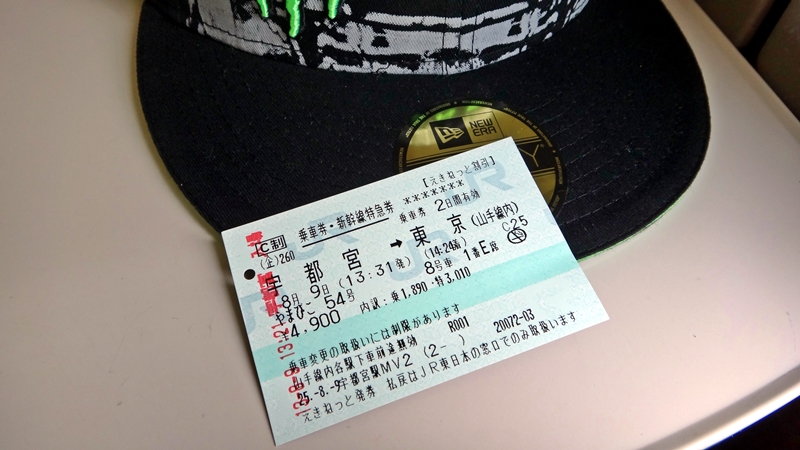 NEW ERA
[えきねっと割引]
乗車券・新幹線特急券
*******
C制
乗車券 2日間有効
(金)260
宇都宮 → 東京 (山手線内)
(13:31発) (14:24着) C25
8月 9日
やまびこ 54号 8号車 1番E席
¥4,900 内訳:乗1,890・特3,010
乗車変更の取扱いには制限があります
山手線内各駅下車前途無効 R001 20072-03
25.-8.-9宇都宮駅MV2 (2- )
えきねっと発券 払戻はJR東日本の窓口でのみ取扱います